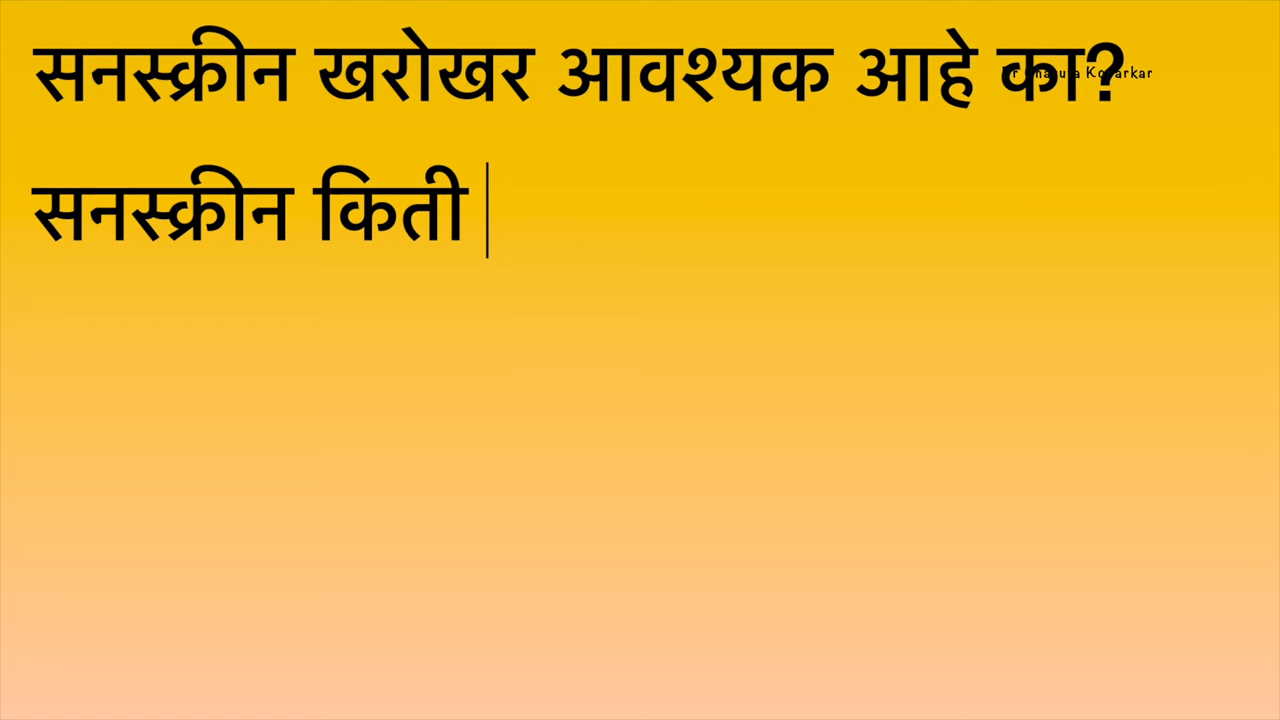 सनस्क्रीन खरोखर आवश्यक आहे का?
सनस्क्रीन किती